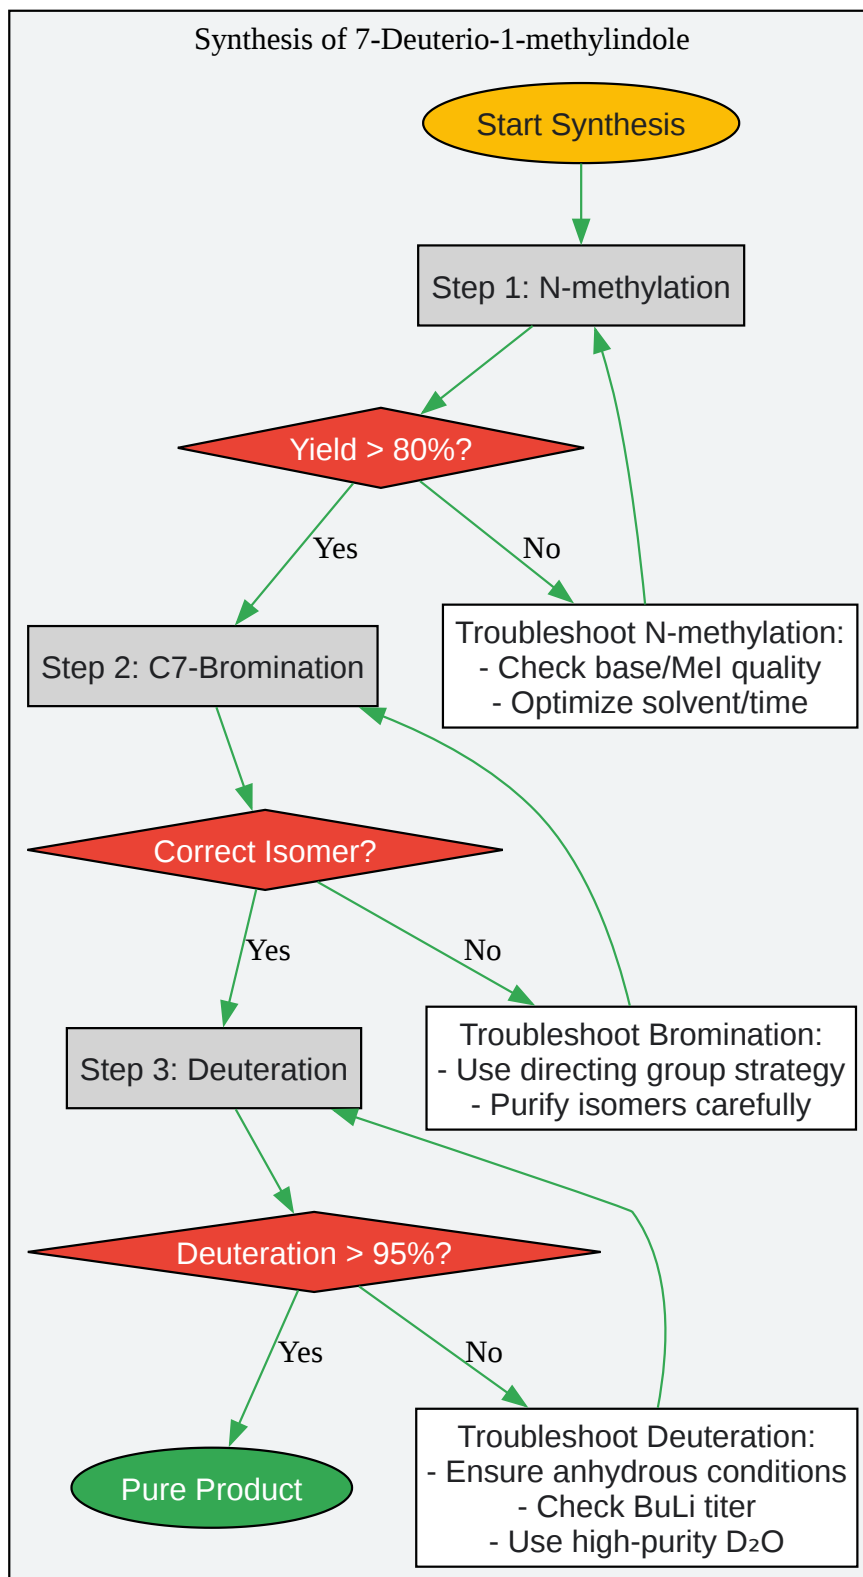 Synthesis of 7-Deuterio-1-methylindole
Start Synthesis
Step 1: N-methylation
Yield > 80%?
Yes
No
Troubleshoot N-methylation:
- Check base/MeI quality
- Optimize solvent/time
Step 2: C7-Bromination
Correct Isomer?
Yes
No
Troubleshoot Bromination:
- Use directing group strategy
- Purify isomers carefully
Step 3: Deuteration
Deuteration > 95%?
Yes
No
Troubleshoot Deuteration:
- Ensure anhydrous conditions
- Check BuLi titer
- Use high-purity D₂O
Pure Product